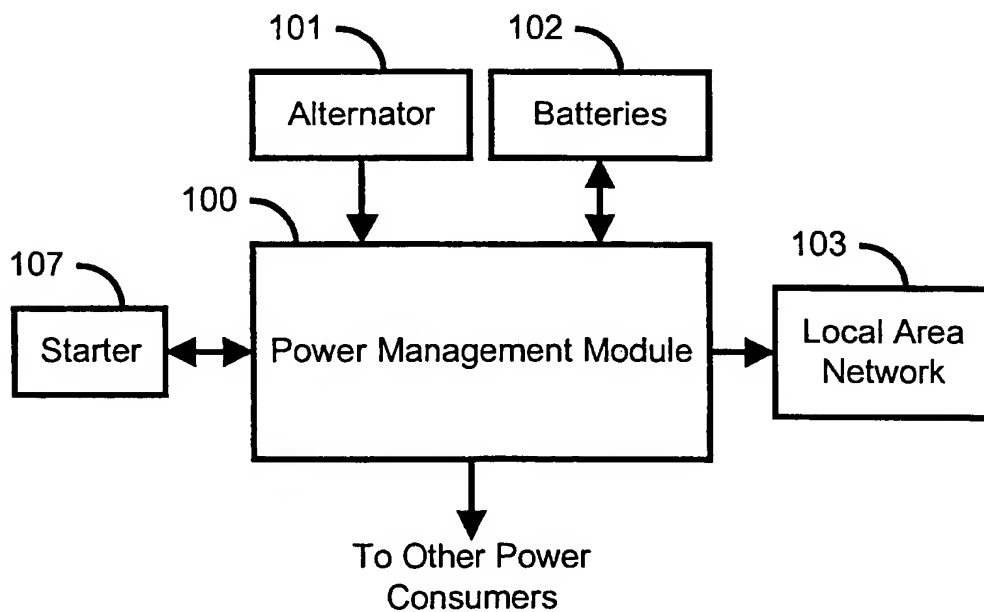 101
102
Alternator
Batteries
100
107
103
Starter
Power Management Module
Local Area
Network
To Other Power
Consumers